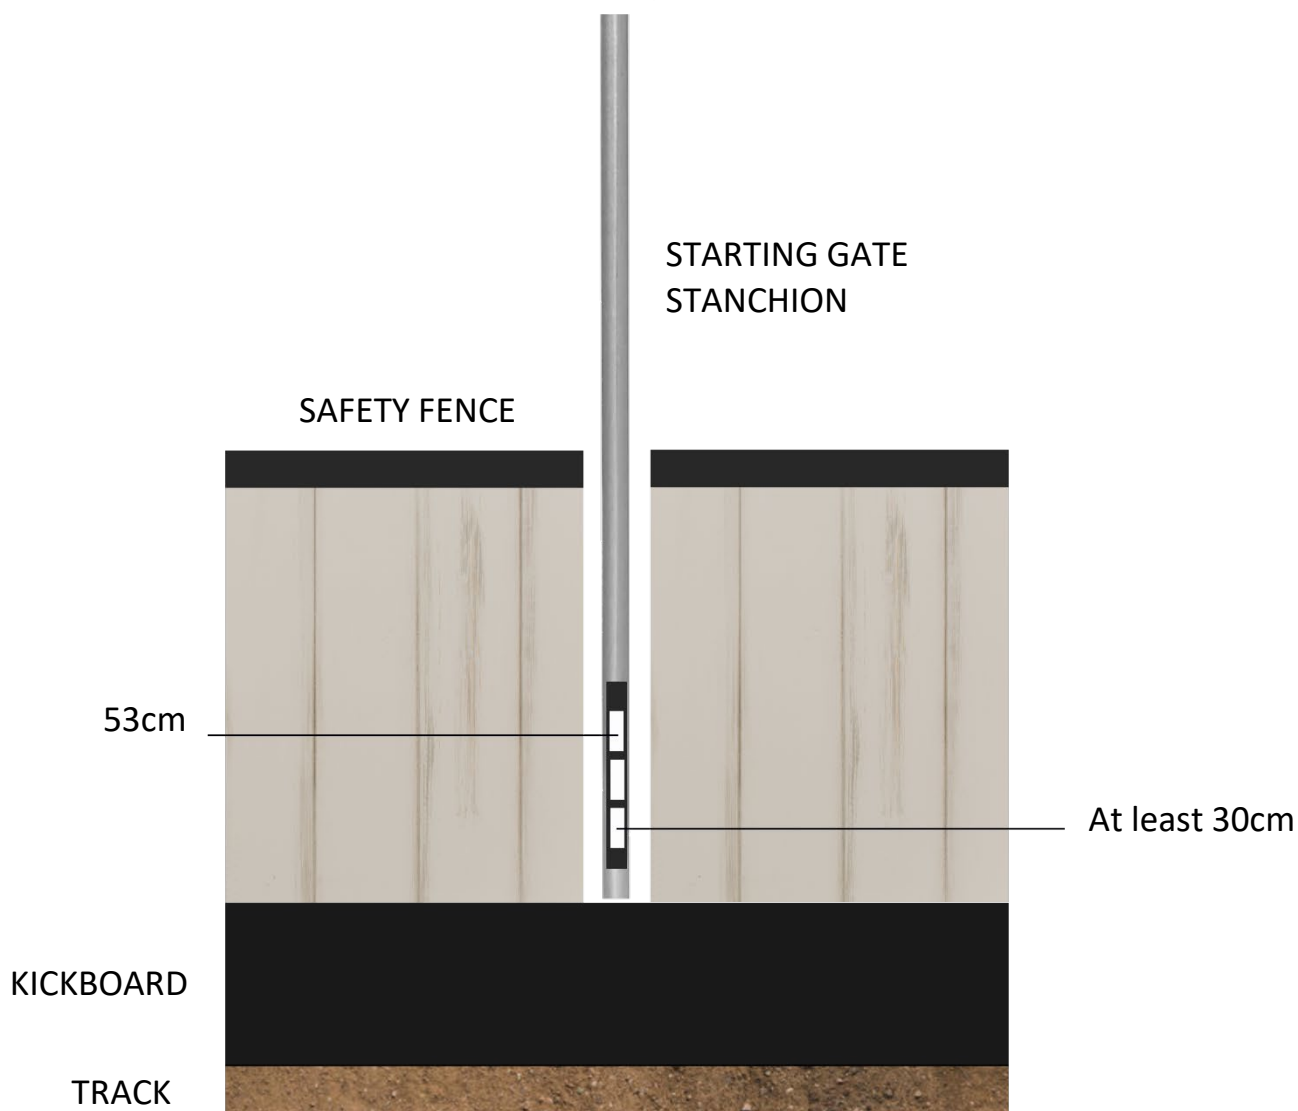 STARTING GATE
STANCHION
SAFETY FENCE
53cm
At least 30cm
KICKBOARD
TRACK